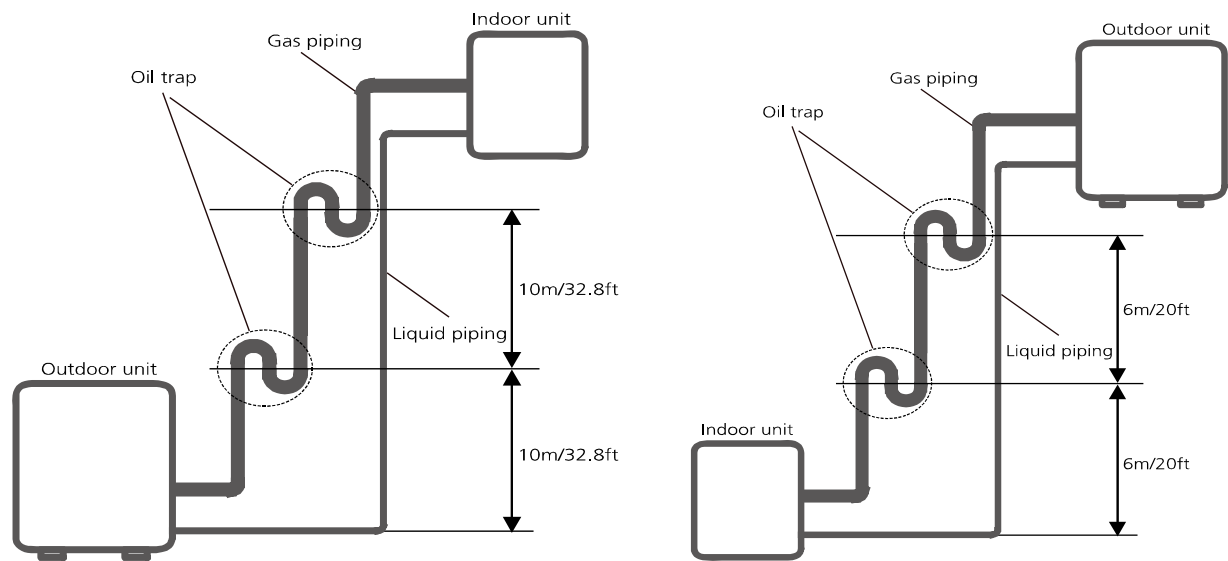 Indoor unit
Gas piping
Oil trap
10m/32.8ft
Liquid piping
Outdoor unit
10m/32.8ft
Outdoor unit
Gas piping
Oil trap
6m/20ft
Liquid piping
Indoor unit
6m/20ft